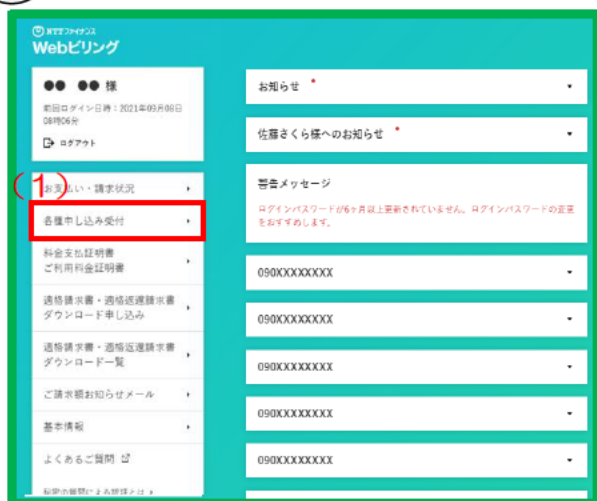 NTTファイナンス
Webビリング
●● ●● 様
前回ログイン日時：2021年09月08日
08時06分
ログアウト
(1)
お支払い・請求状況
各種申し込み受付
料金支払証明書
ご利用料金証明書
適格請求書・適格返還請求書
ダウンロード申し込み
適格請求書・適格返還請求書
ダウンロード一覧
ご請求額お知らせメール
基本情報
よくあるご質問
お知らせ *
佐藤さくら様へのお知らせ *
警告メッセージ
ログインパスワードが6ヶ月以上更新されていません。ログインパスワードの変更
をおすすめします。
090XXXXXXXX
090XXXXXXXX
090XXXXXXXX
090XXXXXXXX
090XXXXXXXX